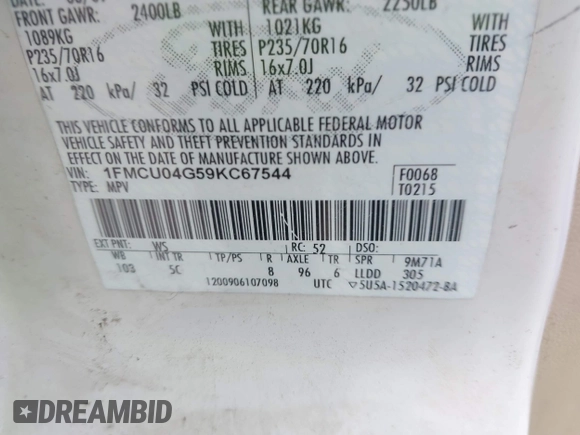 DATE:
FRONT GAWR: 2400LB REAR GAWR: 2250LB
1089KG WITH 1021KG WITH
P235/70R16 TIRES P235/70R16 TIRES
16x7.0J RIMS 16x7.0J RIMS
AT 220 kPa/ 32 PSI COLD AT 220 kPa/ 32 PSI COLD
THIS VEHICLE CONFORMS TO ALL APPLICABLE FEDERAL MOTOR
VEHICLE SAFETY AND THEFT PREVENTION STANDARDS IN
EFFECT ON THE DATE OF MANUFACTURE SHOWN ABOVE.
VIN: 1FMCU04G59KC67544 F0068
TYPE: MPV T0215
EXT PNT: WS RC: 52 DSO:
WB INT TR TP/PS R AXLE TR SPR 9M71A
103 5C 8 96 6 LLDD 305
1200906107098 UTC ▽5USA-1520472-BA
DREAMBID